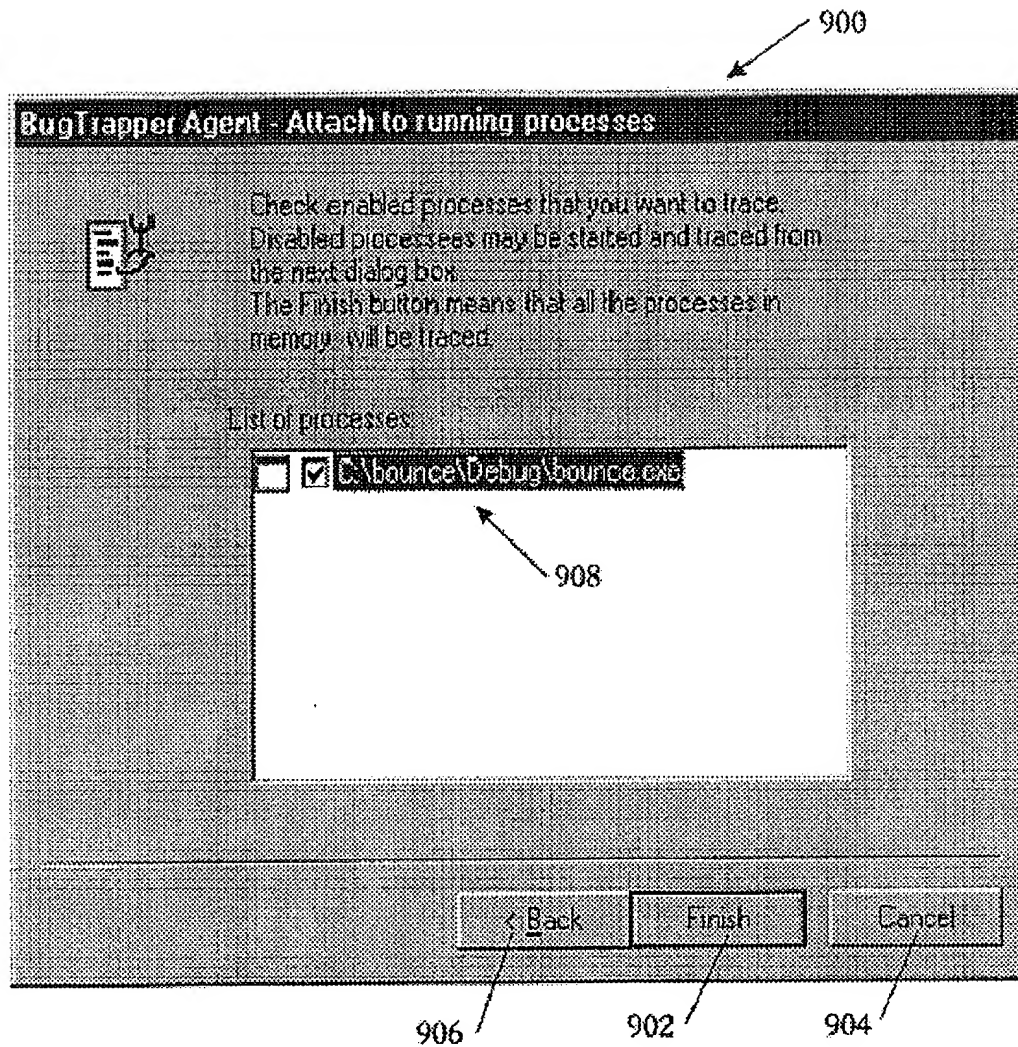 900
BugTrapper Agent - Attach to running processes
Check enabled processes that you want to trace.
Disabled processes may be started and traced from
the next dialog box.
The Finish button means that all the processes in
memory will be traced.
List of processes:
C:\bounce\Debug\bounce.exe
908
< Back Finish Cancel
906 902 904